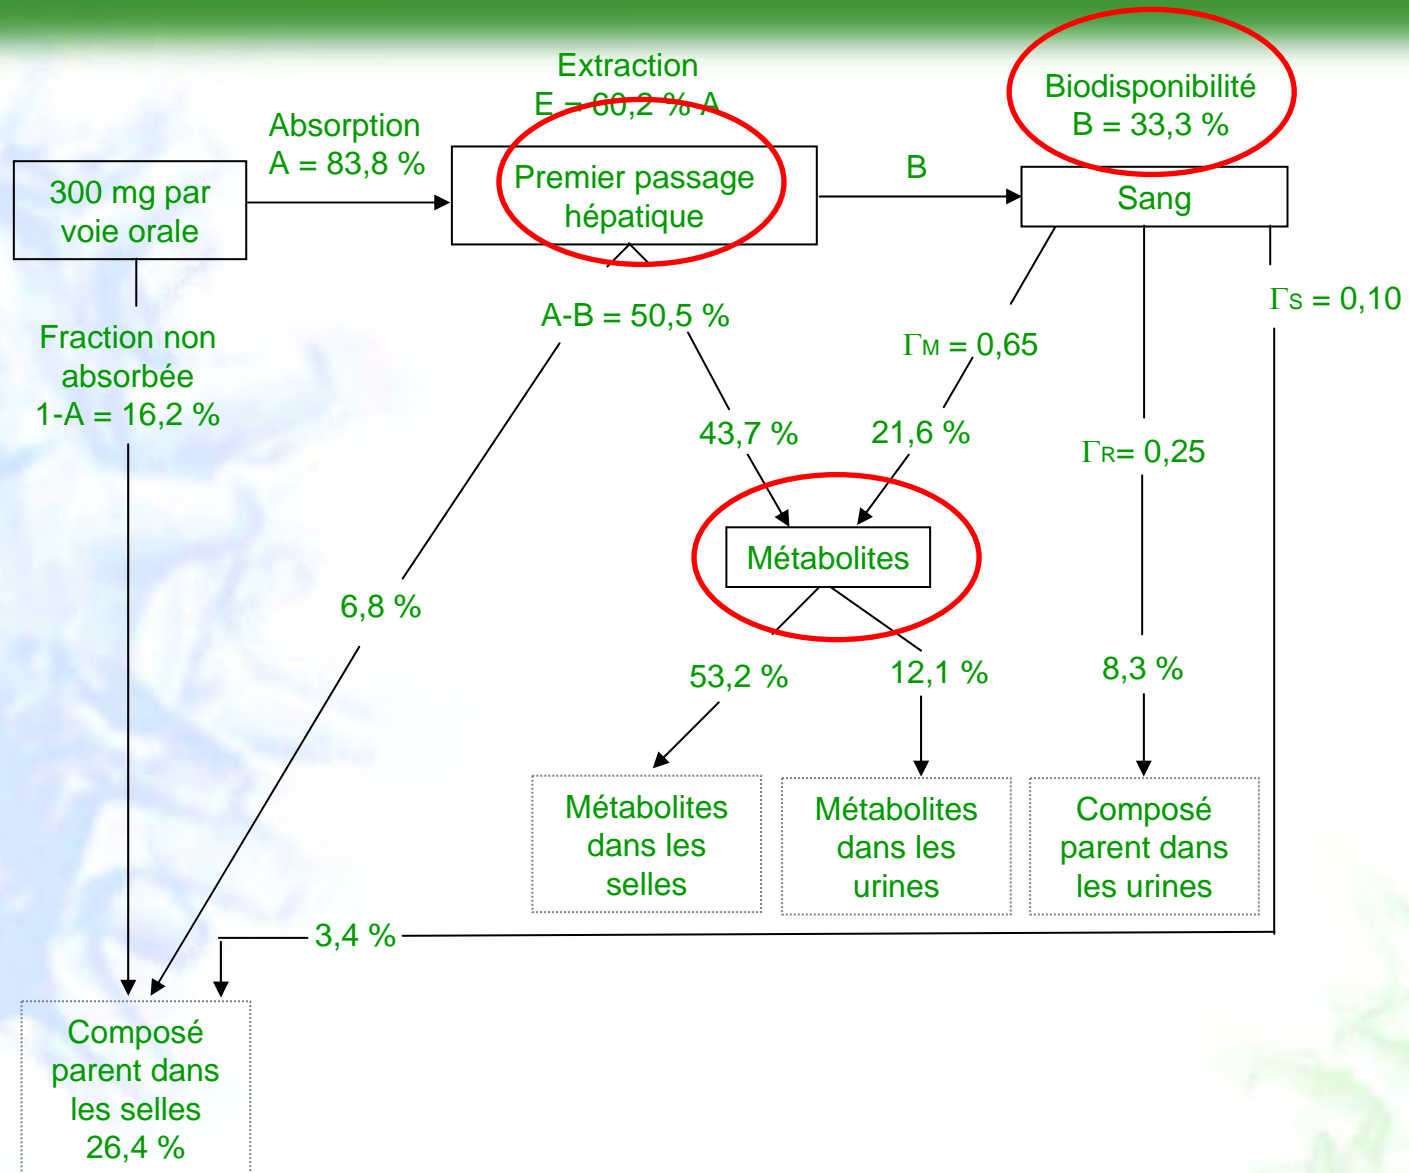 Extraction
E = 60,2 % A
Biodisponibilité
B = 33,3 %
Absorption
A = 83,8 %
300 mg par
voie orale
Premier passage
hépatique
B
Sang
Fraction non
absorbée
1-A = 16,2 %
A-B = 50,5 %
ΓM = 0,65
ΓS = 0,10
43,7 %
21,6 %
ΓR= 0,25
Métabolites
6,8 %
53,2 %
12,1 %
8,3 %
Métabolites
dans les
selles
Métabolites
dans les
urines
Composé
parent dans
les urines
3,4 %
Composé
parent dans
les selles
26,4 %